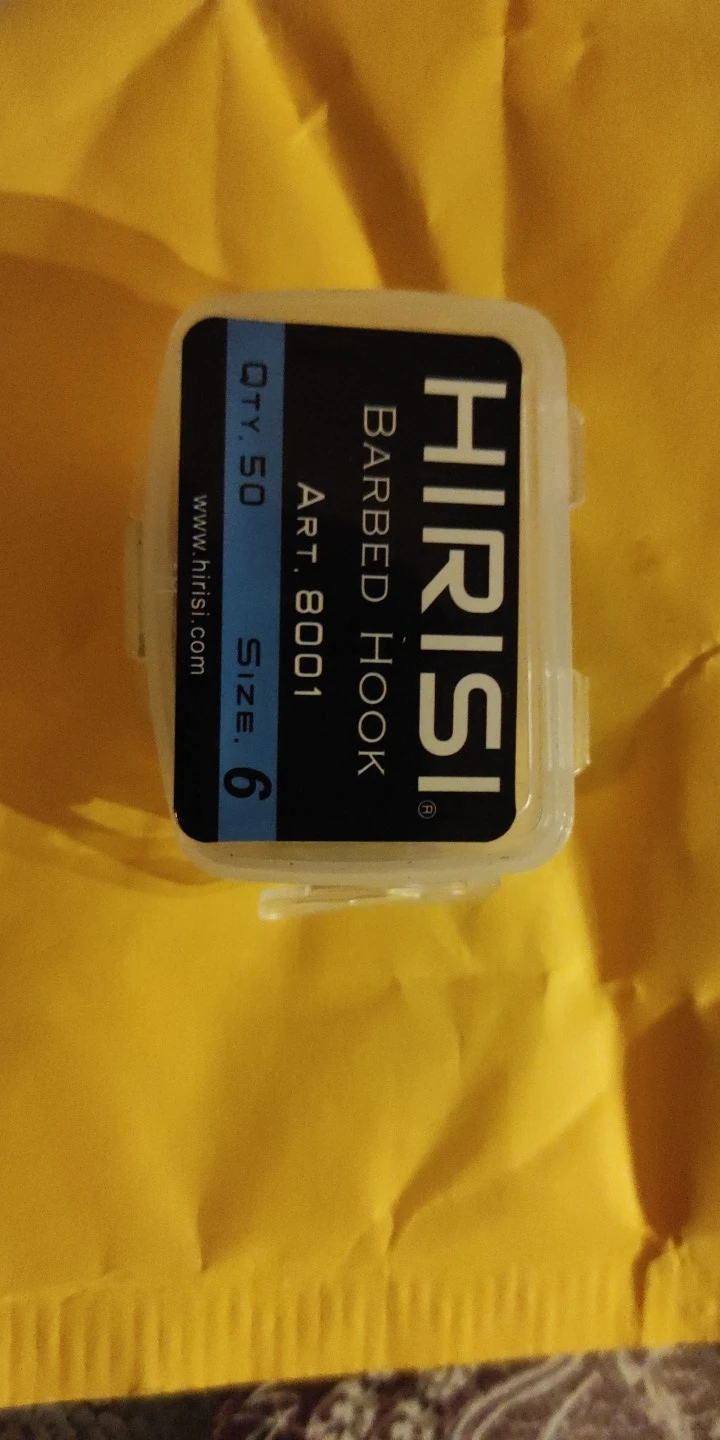 HIRISI®
BARBED HOOK
ART. 8001
QTY. 50 SIZE. 6
www.hirisi.com